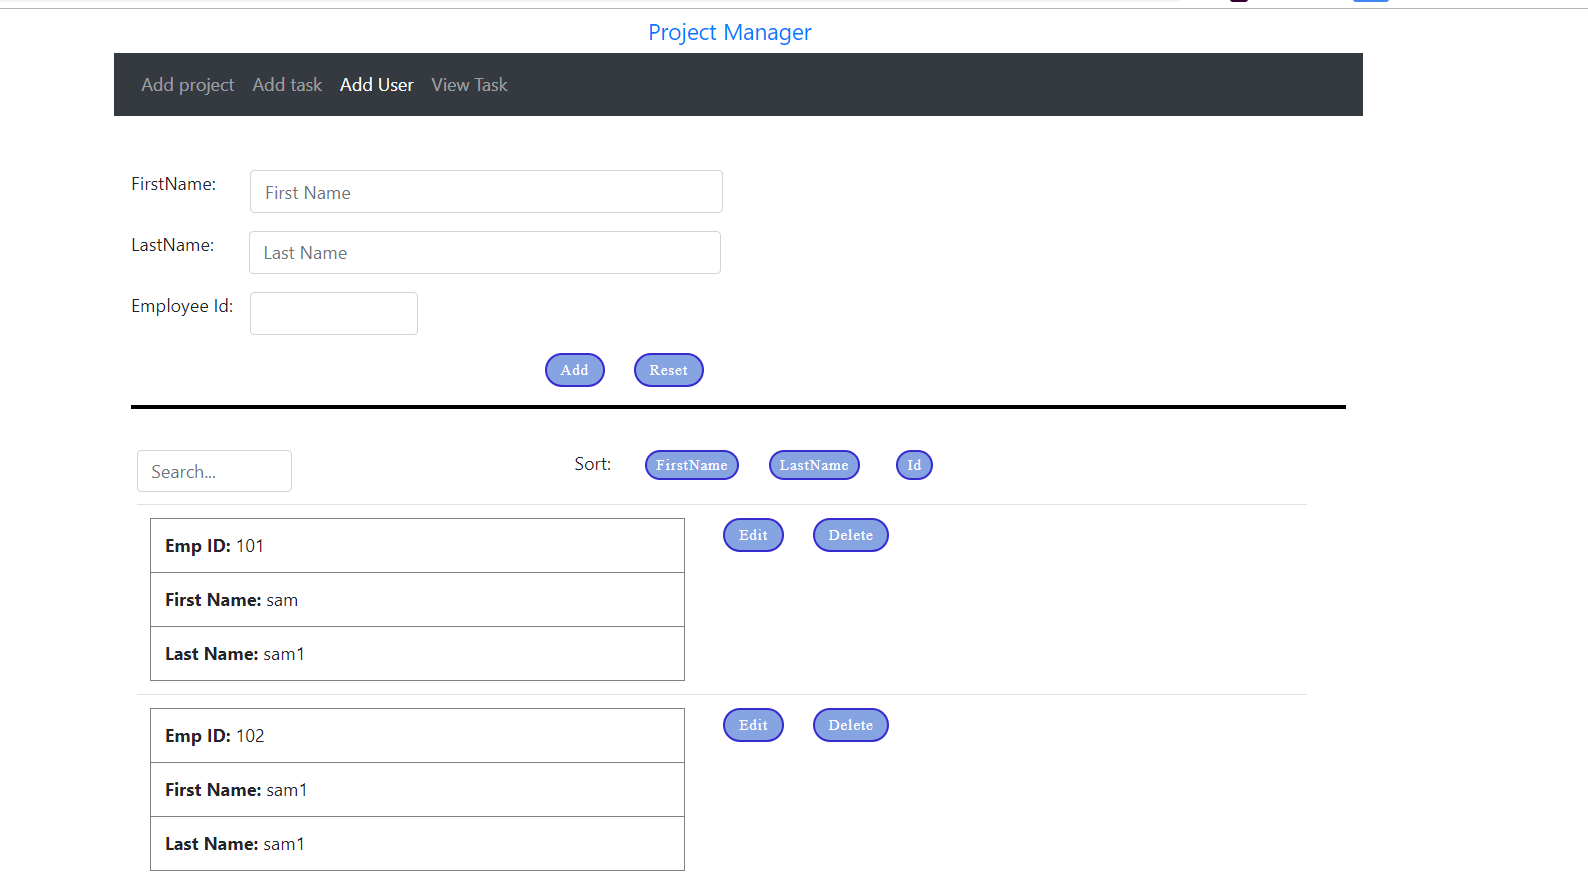 Project Manager
Add project Add task Add User View Task
FirstName: First Name
LastName: Last Name
Employee Id:
Add Reset
Search... Sort: FirstName LastName Id
Emp ID: 101 Edit Delete
First Name: sam
Last Name: sam1
Emp ID: 102 Edit Delete
First Name: sam1
Last Name: sam1